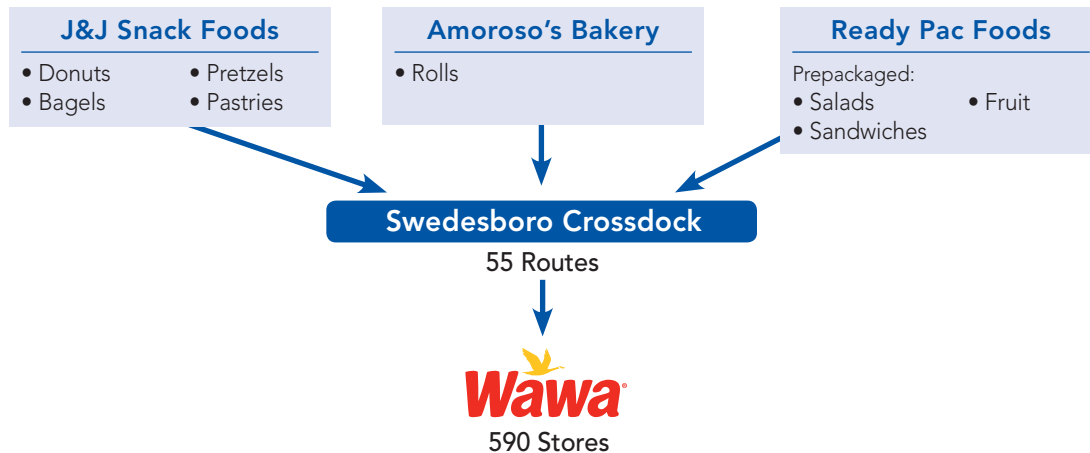 J&J Snack Foods
• Donuts
• Bagels
• Pretzels
• Pastries
Amoroso's Bakery
• Rolls
Ready Pac Foods
Prepackaged:
• Salads
• Sandwiches
• Fruit
Swedesboro Crossdock
55 Routes
Wawa®
590 Stores